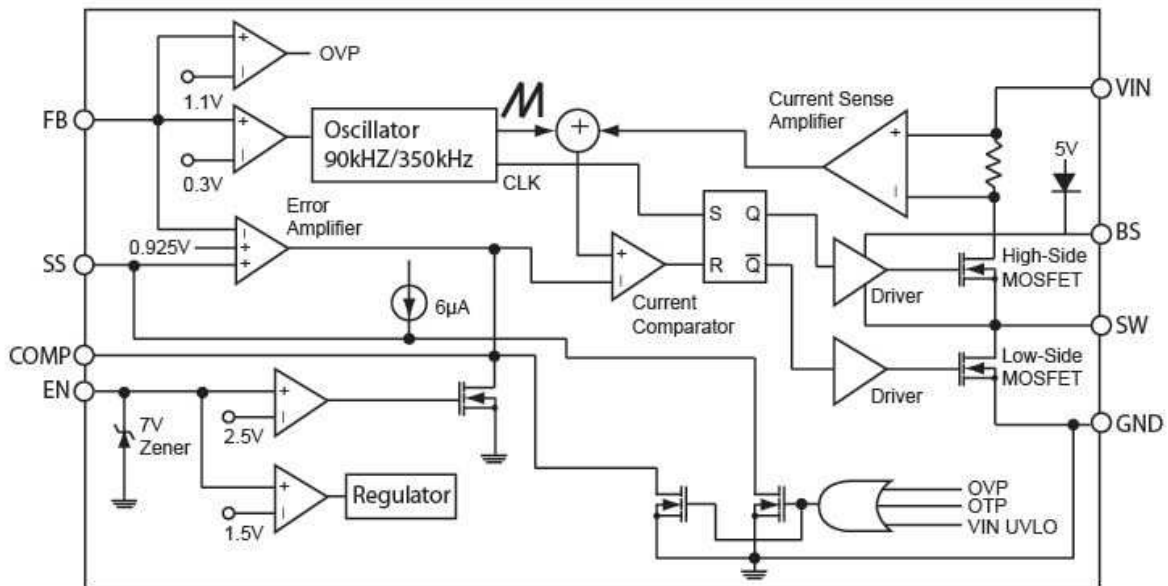 OVP
VIN
1.1V
Current Sense
Amplifier
+
−
FB
+
−
Oscillator
90kHZ/350kHz
+
+
−
5V
0.3V
CLK
Error
Amplifier
S Q
R Q̅
BS
0.925V
−
+
+
SS
+
−
High-Side
MOSFET
Driver
6µA
Current
Comparator
SW
COMP
Low-Side
MOSFET
EN
+
−
Driver
7V
Zener
2.5V
GND
+
−
Regulator
1.5V
OVP
OTP
VIN UVLO